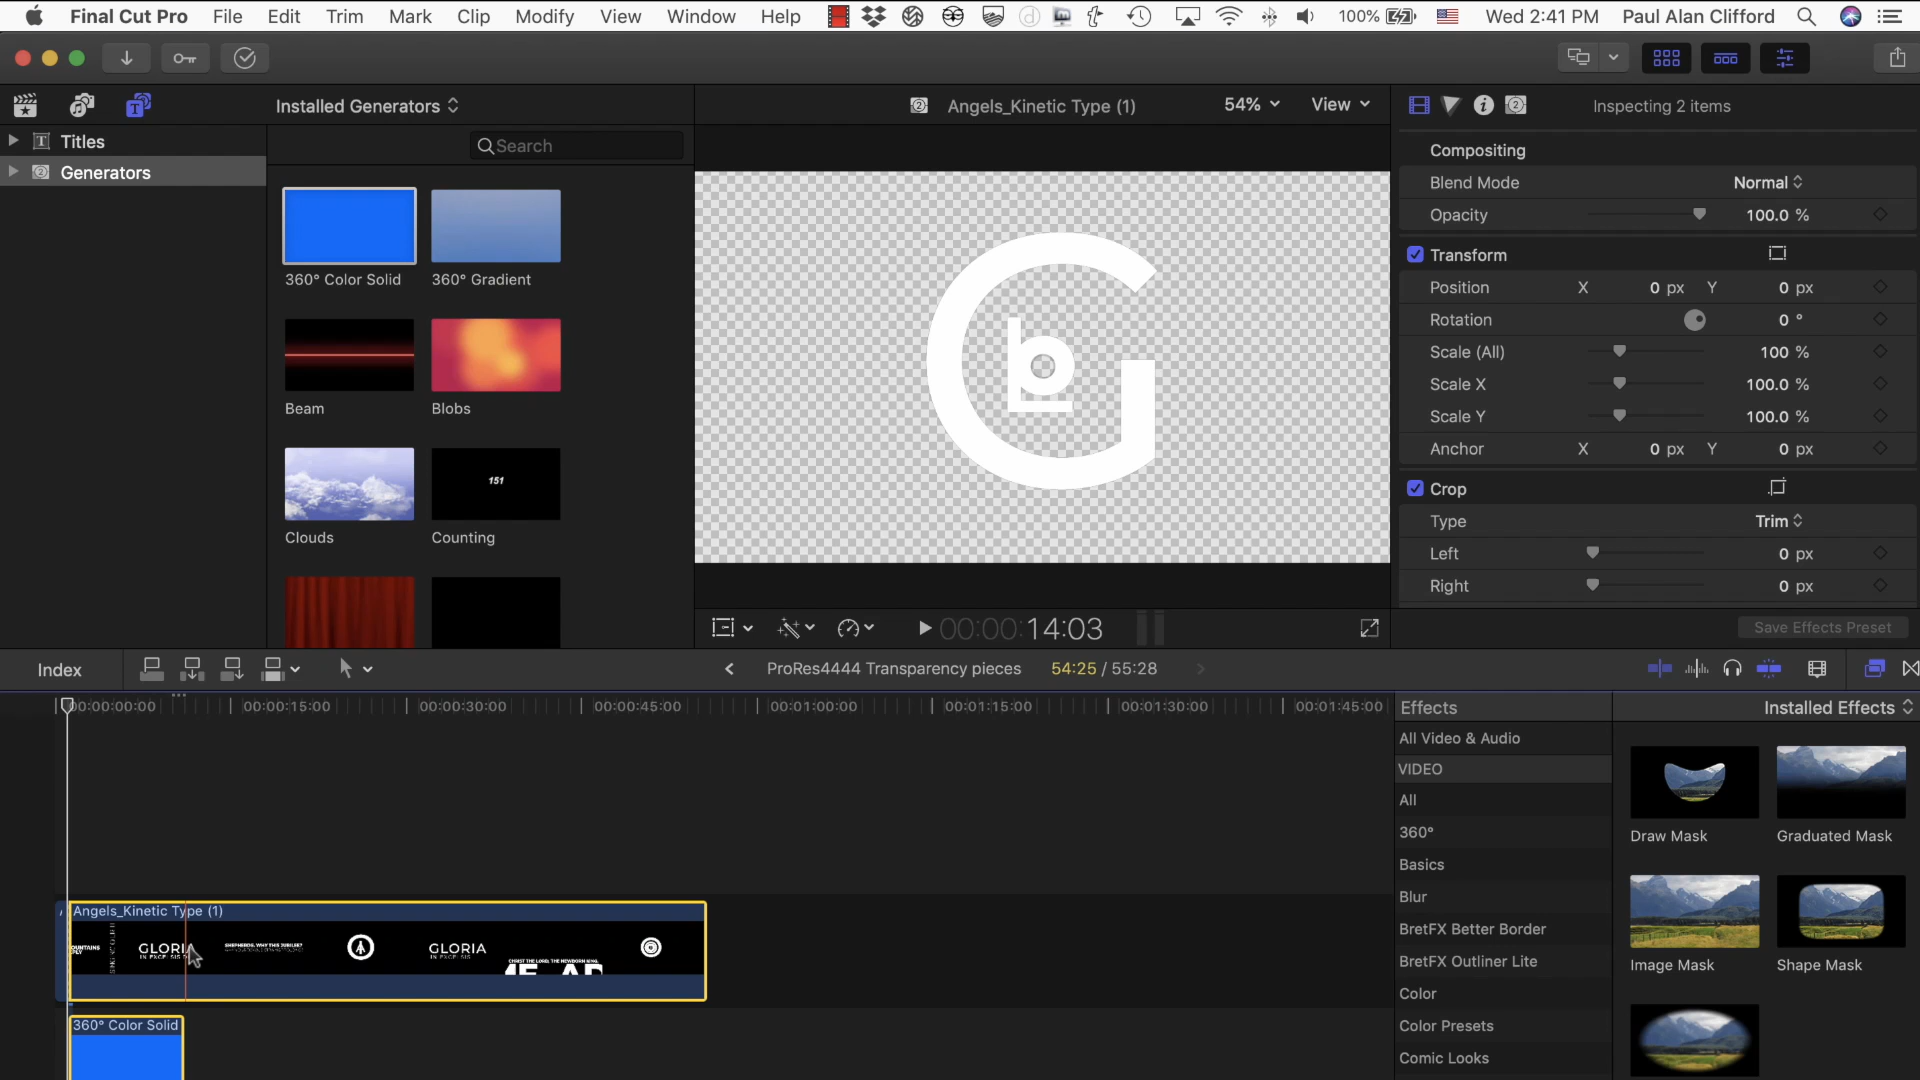 Final Cut Pro File Edit Trim Mark Clip Modify View Window Help 100% Wed 2:41 PM Paul Alan Clifford
Installed Generators
Angels_Kinetic Type (1) 54% View
Inspecting 2 items
Titles
Generators
Search
360° Color Solid
360° Gradient
Beam
Blobs
151
Clouds
Counting
G
b
Compositing
Blend Mode Normal
Opacity 100.0 %
Transform
Position X 0 px Y 0 px
Rotation 0 °
Scale (All) 100 %
Scale X 100.0 %
Scale Y 100.0 %
Anchor X 0 px Y 0 px
Crop
Type Trim
Left 0 px
Right 0 px
Save Effects Preset
00:00:14:03
Index
ProRes4444 Transparency pieces 54:25 / 55:28
00:00:00:00 00:00:15:00 00:00:30:00 00:00:45:00 00:01:00:00 00:01:15:00 00:01:30:00 00:01:45:00
Angels_Kinetic Type (1)
GLORIA
SHEPHERDS, WHY THIS JUBILEE?
GLORIA
IN EXCELSIS
CHRIST THE LORD, THE NEWBORN KING.
360° Color Solid
Effects
Installed Effects
All Video & Audio
VIDEO
All
360°
Basics
Blur
BretFX Better Border
BretFX Outliner Lite
Color
Color Presets
Comic Looks
Draw Mask
Graduated Mask
Image Mask
Shape Mask